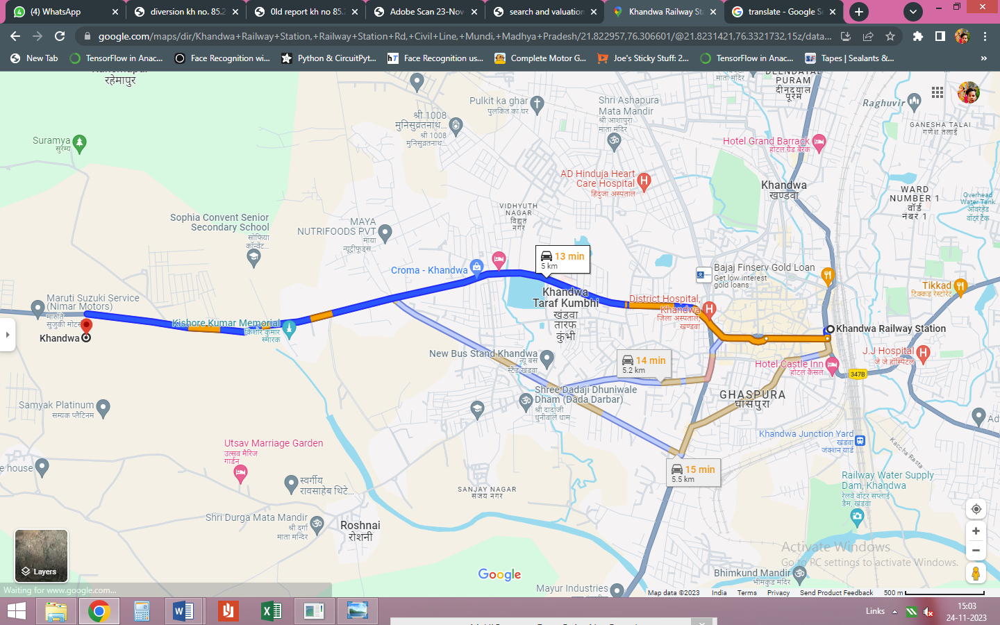 (4) WhatsApp
diversion kh no. 85.2
0ld report kh no 85.
Adobe Scan 23-Nov-
search and valuation
Khandwa Railway Sta
translate - Google Se
google.com/maps/dir/Khandwa+Railway+Station,+Railway+Station+Rd,+Civil+Line,+Mundi,+Madhya+Pradesh/21.822957,76.306601/@21.8231421,76.3321732,15z/data...
New Tab
TensorFlow in Anac...
Face Recognition wi...
Python & CircuitPyt...
Face Recognition us...
Complete Motor G...
Joe's Sticky Stuff: 2...
TensorFlow in Anac...
Tapes | Sealants &...
»
रहेमापुर
Pulkit ka ghar
पुलकित का घर
श्री 1008
मुनिसुव्रतनाथ...
श्री 1008
मुनिसुव्रतनाथ...
Shri Ashapura
Mata Mandir
श्री आशापुरा
माता मंदिर
माता मंदिर
DEENDAYAL
PURAM
दीनदयाल
पूरम
Raghuvir
GANESHA TALAI
गणेश तलाई
Suramya
सुरम्य
Hotel Grand Barrack
होटल ग्रैंड बैरक
AD Hinduja Heart
Care Hospital
हिंदुजा अस्पताल
Khandwa
खण्डवा
WARD
NUMBER 1
वॉर्ड
नंबर 1
Overhead
Water Tank
ओवरहेड
वॉटर टैंक
VIDHYUTH
NAGAR
विद्युत
नगर
Sophia Convent Senior
Secondary School
सोफिया
कॉन्वेंट...
MAYA
NUTRIFOODS PVT
माया
न्यूट्रीफूड्स...
13 min
5 km
Croma - Khandwa
Bajaj Finserv Gold Loan
Get low interest
gold loans
Tikkad
टिक्कड़ रेस्टोरेंट
Khandwa
Taraf Kumbhi
खंडवा
तारफ
कुंभी
District Hospital,
Khandwa
जिला अस्पताल,
खण्डवा
Maruti Suzuki Service
(Nimar Motors)
मारुति
सुजुकी मोटर
Khandwa
Kishore Kumar Memorial
किशोर कुमार
स्मारक
Khandwa Railway Station
New Bus Stand Khandwa
न्यू बस
स्टैंड खंडवा
14 min
5.2 km
Hotel Castle Inn
होटल कैसल
J.J Hospital
जे जे हॉस्पिटल
347B
Shree Dadaji Dhuniwale
Dham (Dada Darbar)
श्री दादाजी
धुनीवाले धाम
GHASPURA
घासपुरा
Samyak Platinum
सम्यक प्लैटिनम
Ad
Khandwa Junction Yard
खंडवा
जंक्शन यार्ड
Kaccha Rasta
Utsav Marriage Garden
उत्सव मैरिज
गार्डन
15 min
5.5 km
e house
स्वर्गीय
रावसाहेब थिटे...
SANJAY NAGAR
संजय नगर
Railway Water Supply
Dam, Khandwa
रेलवे वॉटर सप्लाई
डैम, खंडवा
Shri Durga Mata Mandir
श्री दुर्गा
माता मन्दिर
Roshnai
रोशनी
Layers
Google
Activate Windows
Go to PC settings to activate Windows.
Bhimkund Mandir
भीमकुंड मंदिर
Mayur Industries
Waiting for www.google.com...
Map data ©2023
India
Terms
Privacy
Send Product Feedback
500 m
Links
15:03
24-11-2023